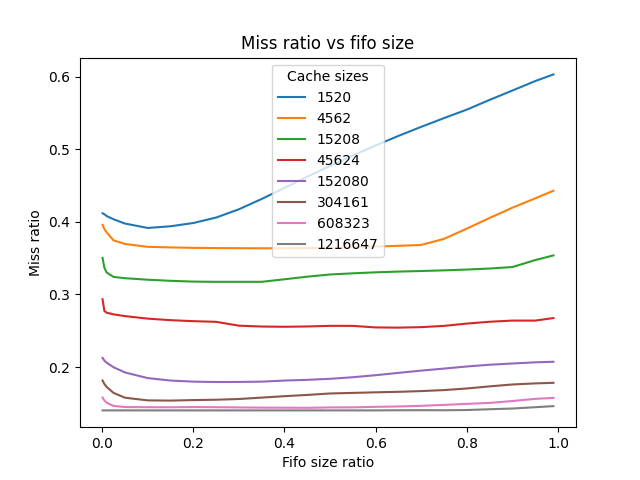 Miss ratio vs fifo size
Miss ratio
0.6
0.5
0.4
0.3
0.2
Cache sizes
1520
4562
15208
45624
152080
304161
608323
1216647
0.0 0.2 0.4 0.6 0.8 1.0
Fifo size ratio